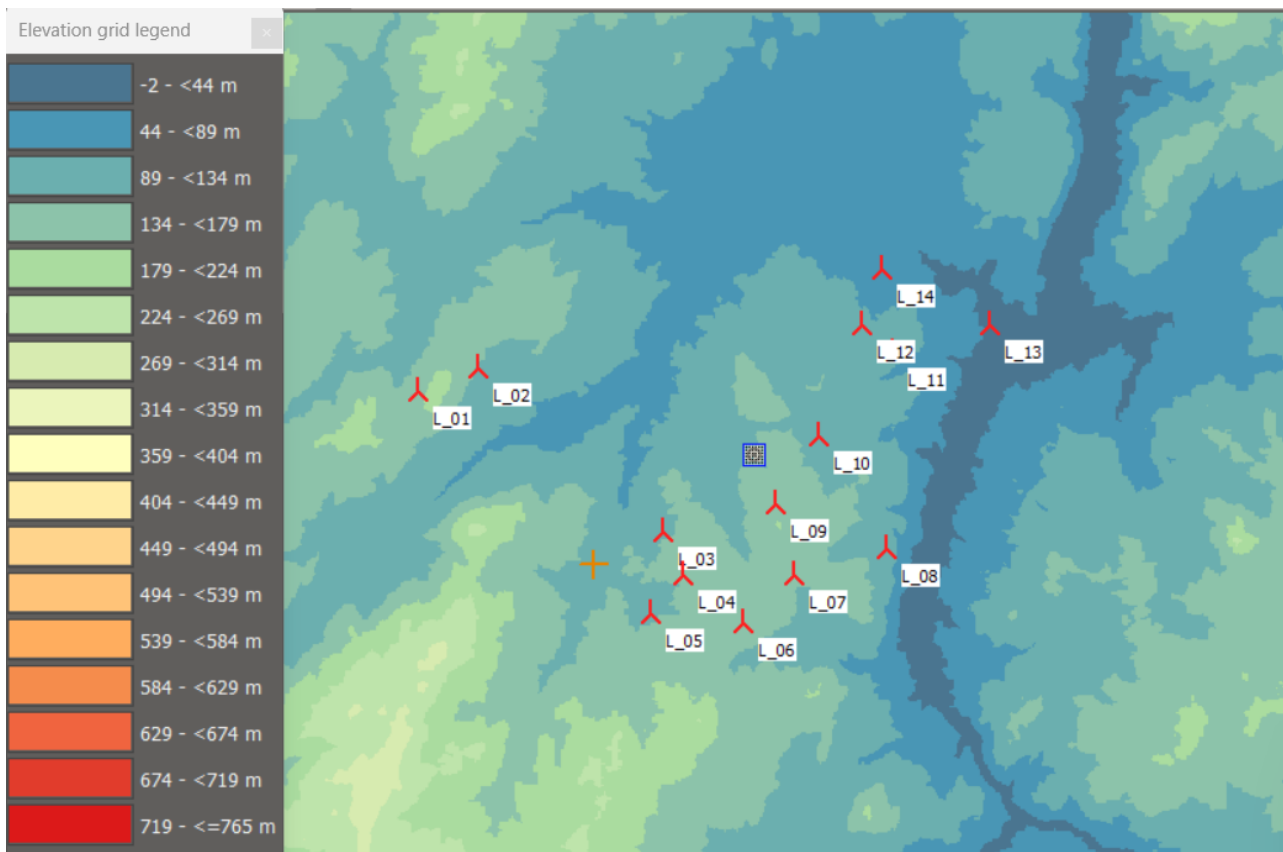 Elevation grid legend
-2 - <44 m
44 - <89 m
89 - <134 m
134 - <179 m
179 - <224 m
224 - <269 m
269 - <314 m
314 - <359 m
359 - <404 m
404 - <449 m
449 - <494 m
494 - <539 m
539 - <584 m
584 - <629 m
629 - <674 m
674 - <719 m
719 - <=765 m
L_14
L_12
L_13
L_11
L_02
L_01
L_10
L_09
L_03
L_08
L_04
L_07
L_05
L_06